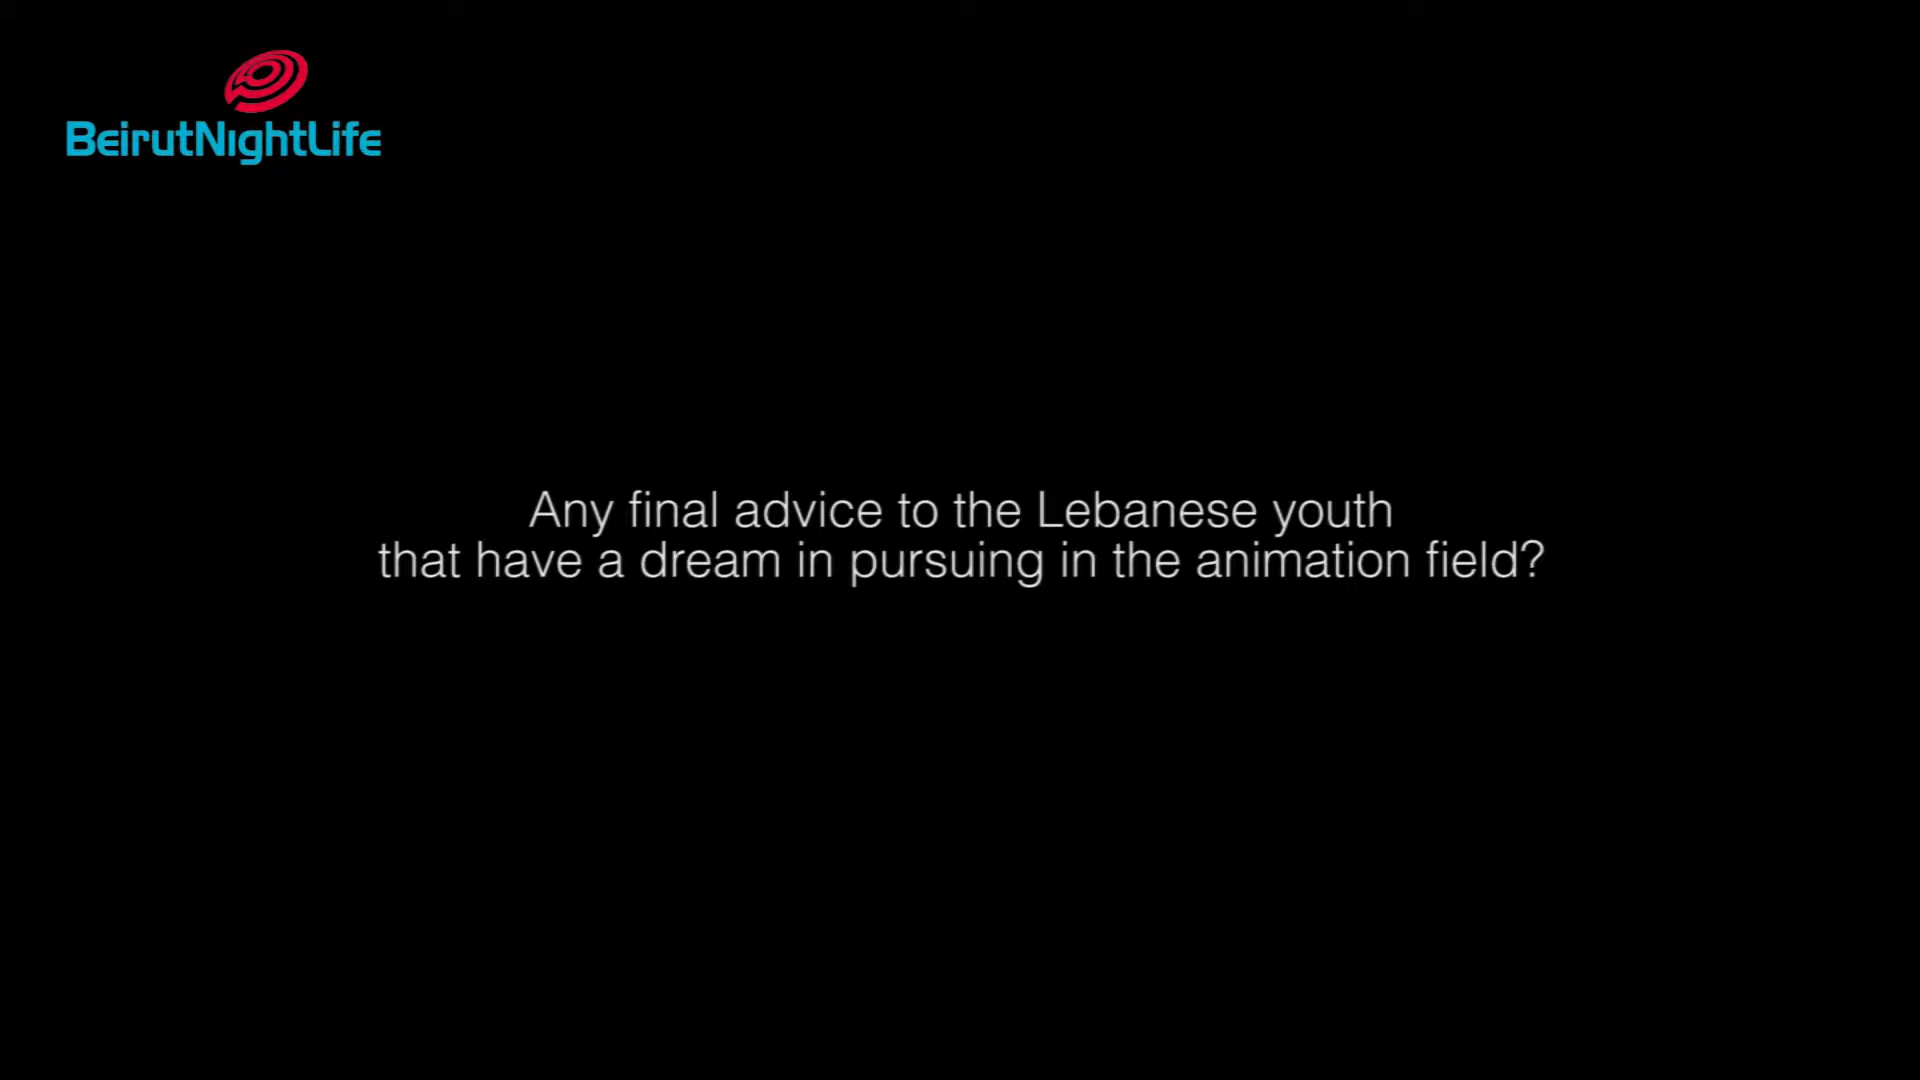 BeirutNightLife
Any final advice to the Lebanese youth
that have a dream in pursuing in the animation field?